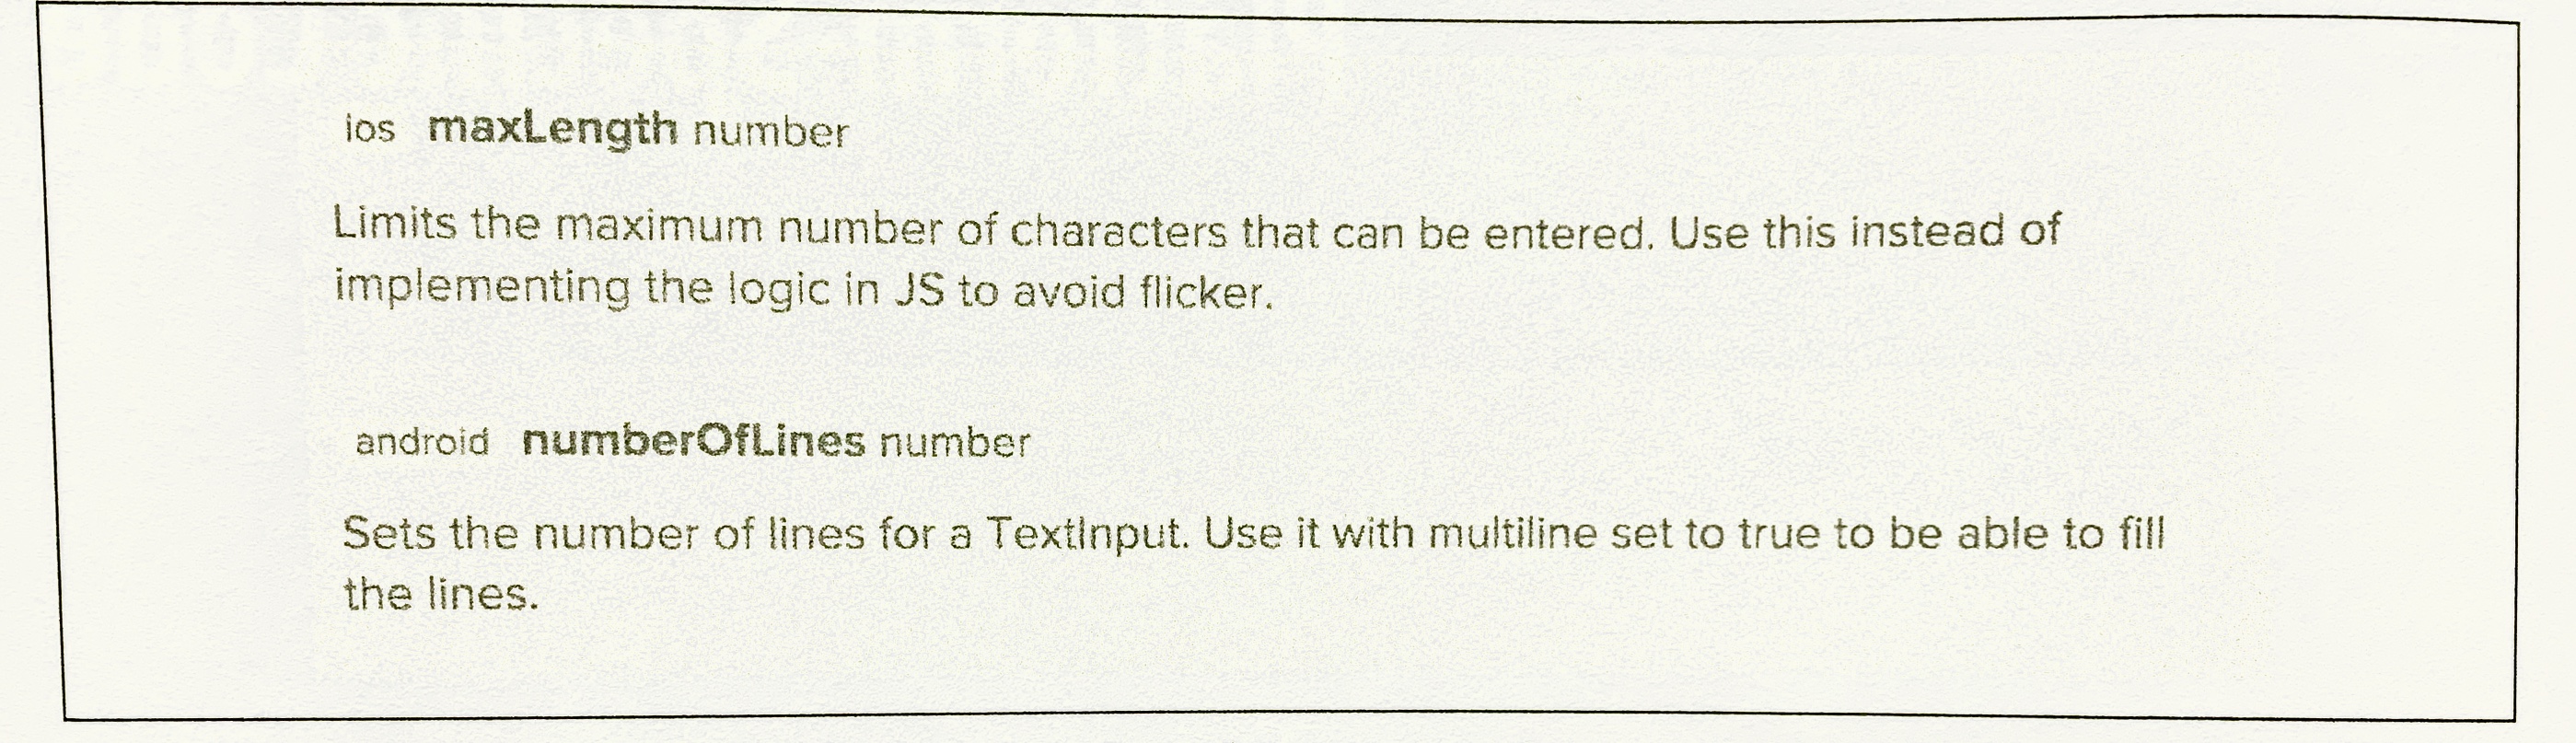 ios maxLength number
Limits the maximum number of characters that can be entered. Use this instead of
implementing the logic in JS to avoid flicker.
android numberOfLines number
Sets the number of lines for a TextInput. Use it with multiline set to true to be able to fill
the lines.